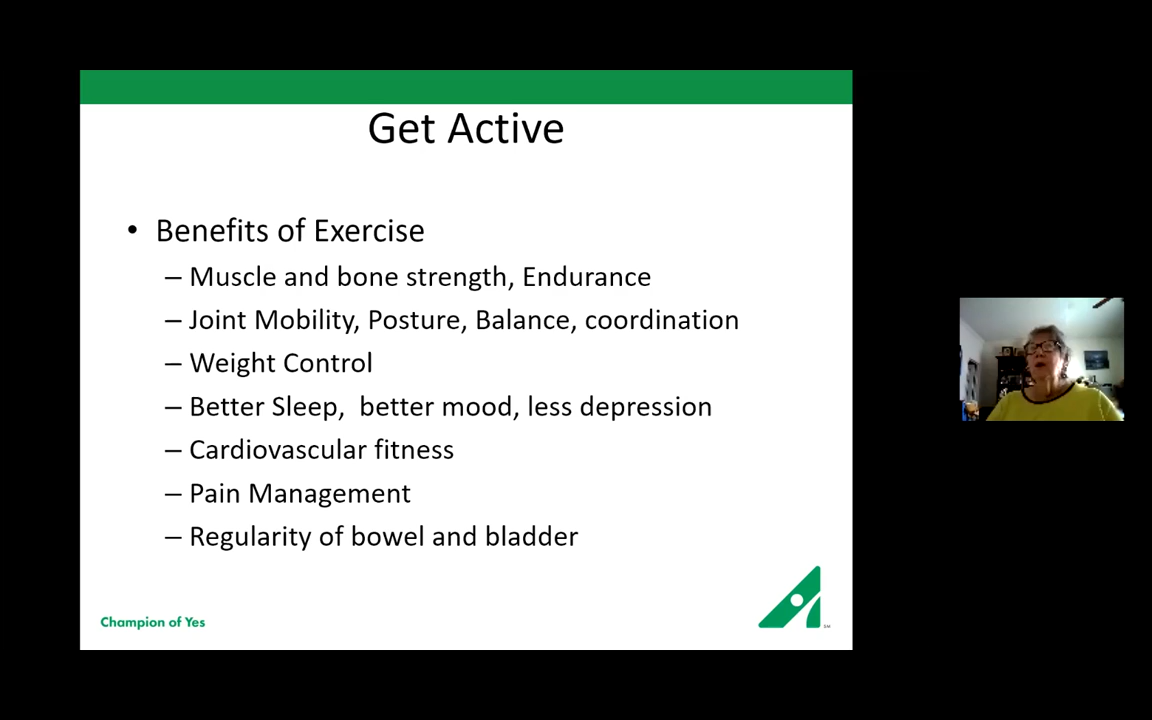 Get Active
• Benefits of Exercise
– Muscle and bone strength, Endurance
– Joint Mobility, Posture, Balance, coordination
– Weight Control
– Better Sleep,  better mood, less depression
– Cardiovascular fitness
– Pain Management
– Regularity of bowel and bladder
Champion of Yes
SM